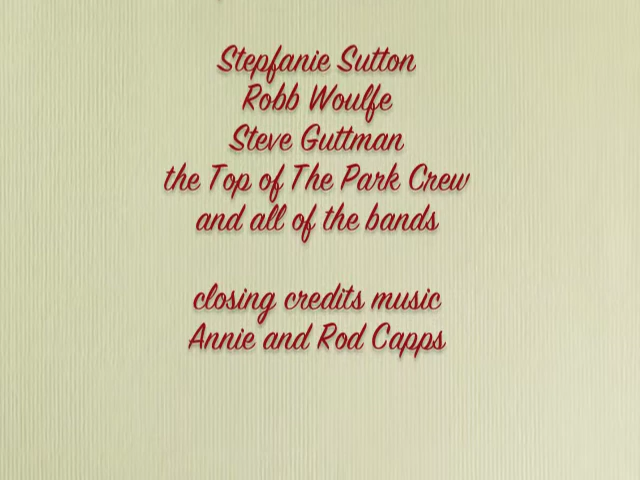 Stepfanie Sutton
Robb Woulfe
Steve Guttman
the Top of The Park Crew
and all of the bands
closing credits music
Annie and Rod Capps